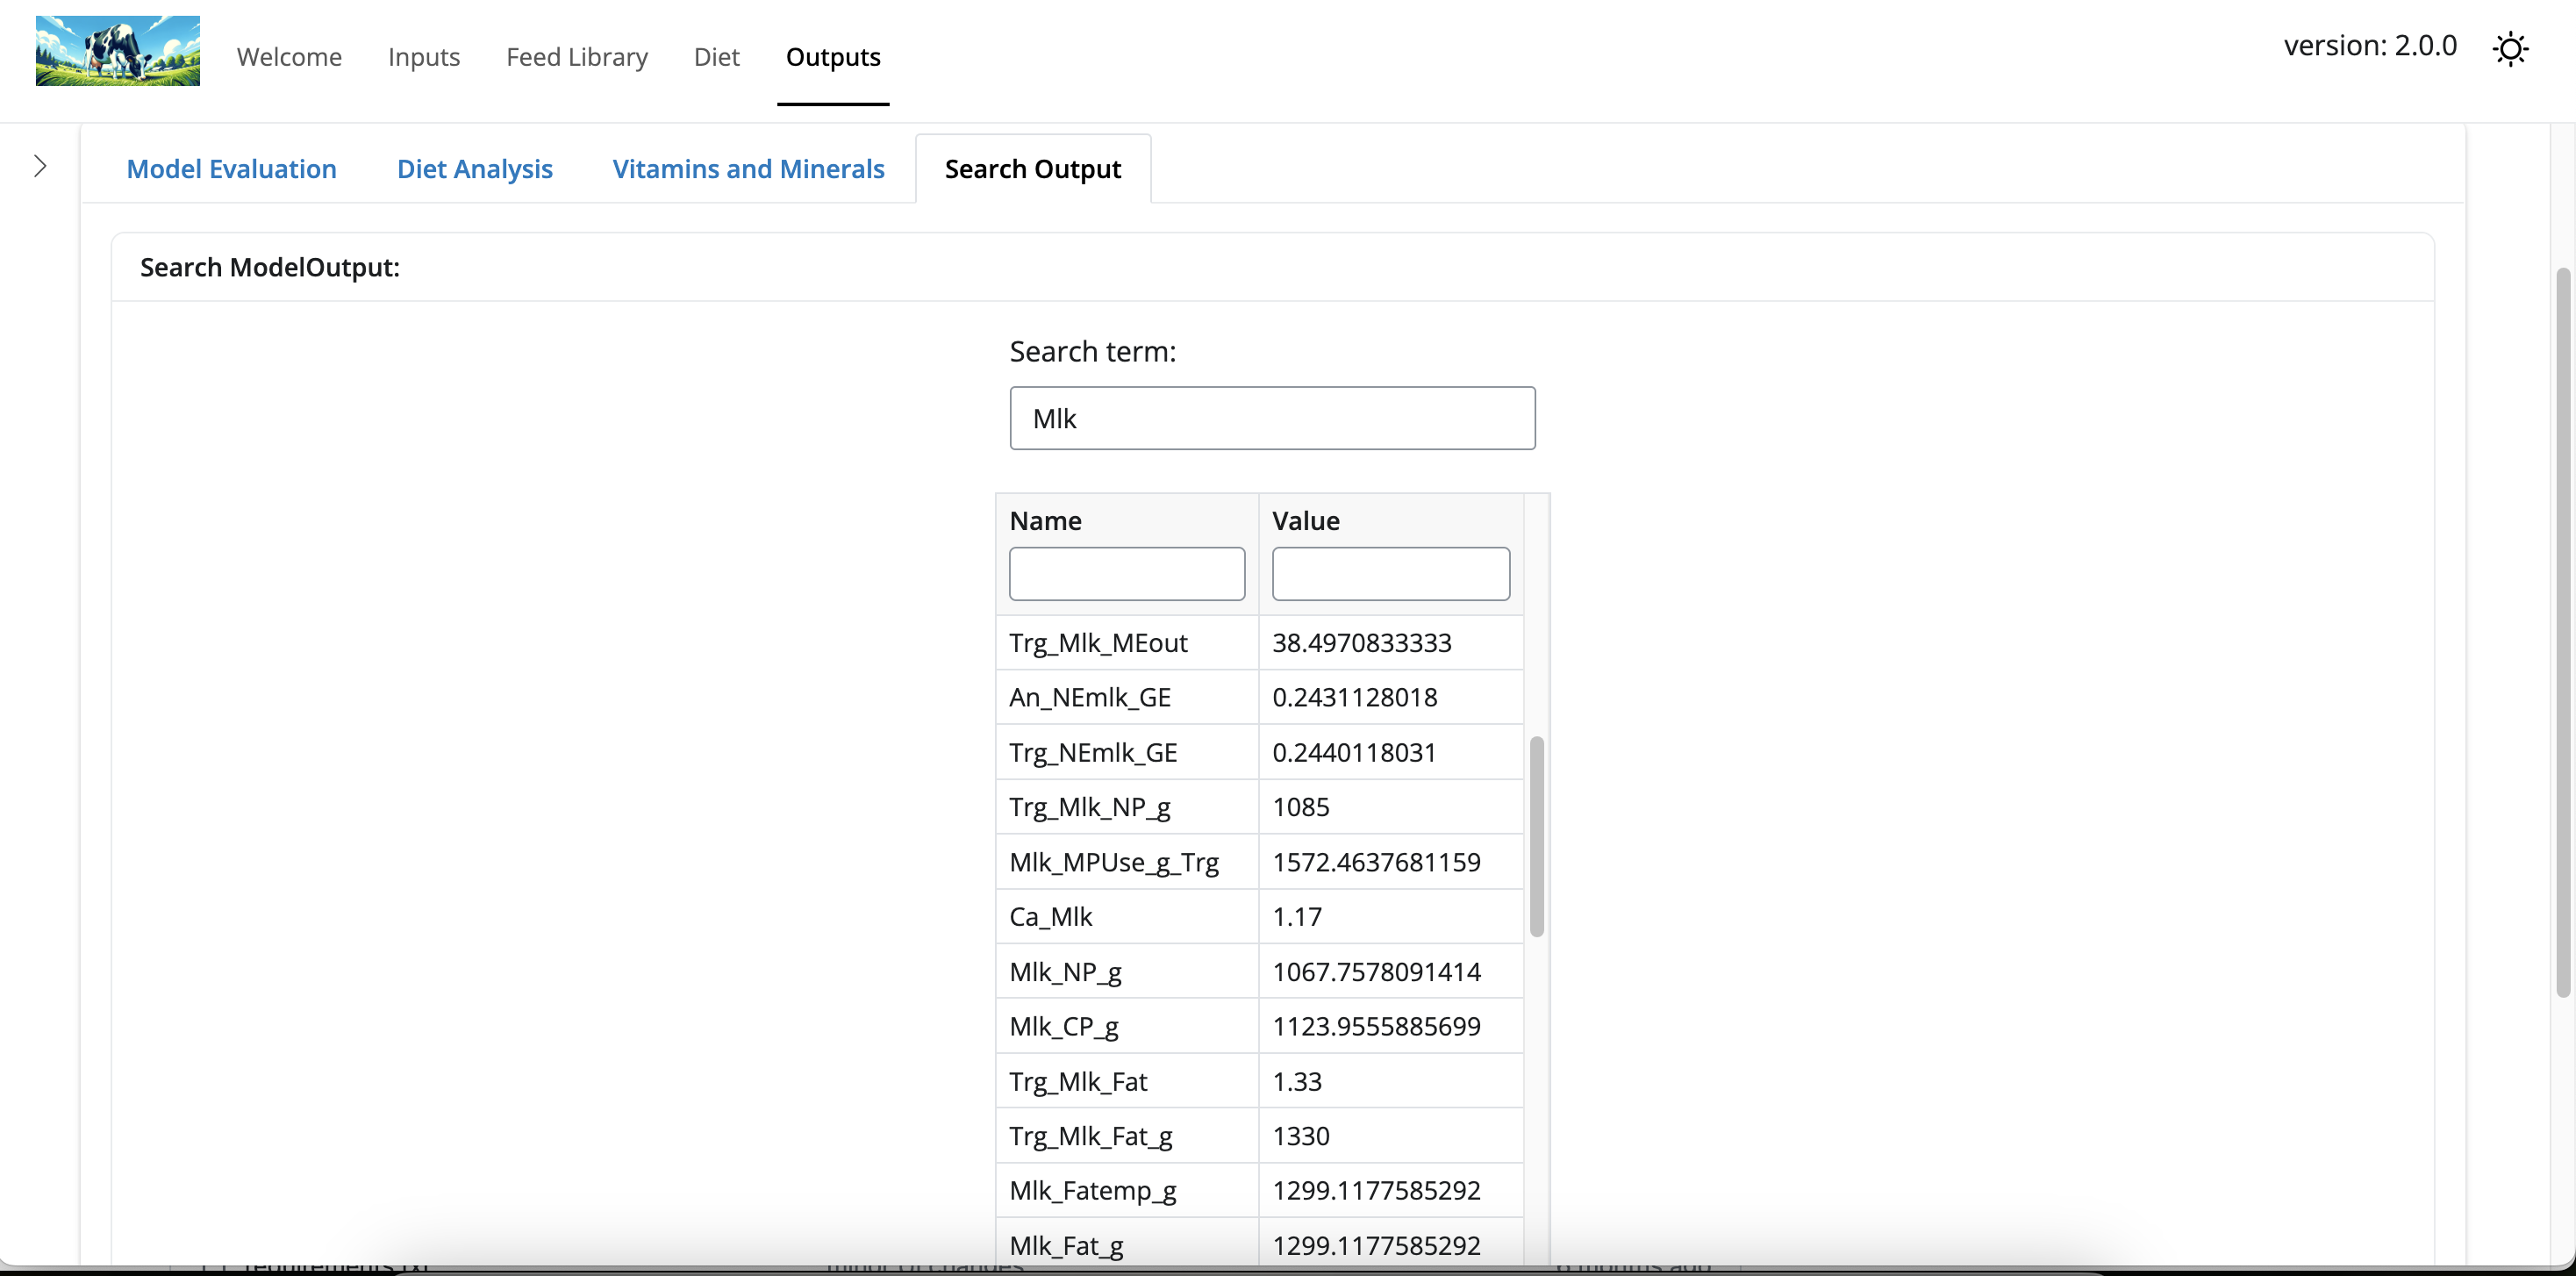 Welcome Inputs Feed Library Diet Outputs version: 2.0.0
Model Evaluation Diet Analysis Vitamins and Minerals Search Output
Search ModelOutput:
Search term:
Mlk
Name Value
Trg_Mlk_MEout 38.4970833333
An_NEmlk_GE 0.2431128018
Trg_NEmlk_GE 0.2440118031
Trg_Mlk_NP_g 1085
Mlk_MPUse_g_Trg 1572.4637681159
Ca_Mlk 1.17
Mlk_NP_g 1067.7578091414
Mlk_CP_g 1123.9555885699
Trg_Mlk_Fat 1.33
Trg_Mlk_Fat_g 1330
Mlk_Fatemp_g 1299.1177585292
Mlk_Fat_g 1299.1177585292